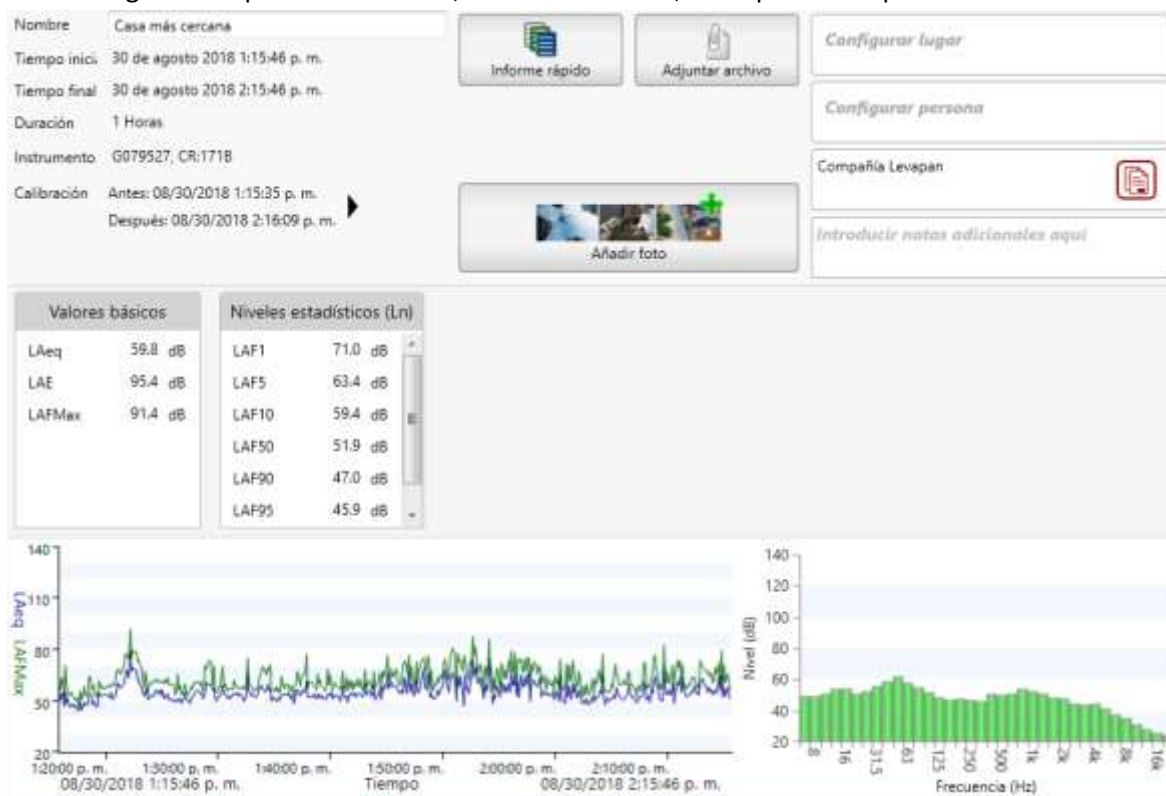 Nombre Casa más cercana
Tiempo inici 30 de agosto 2018 1:15:46 p. m.
Tiempo final 30 de agosto 2018 2:15:46 p. m.
Duración 1 Horas
Instrumento G079527, CR:171B
Calibración Antes: 08/30/2018 1:15:35 p. m.
Después: 08/30/2018 2:16:09 p. m.
Informe rápido
Adjuntar archivo
Añadir foto
Configurar lugar
Configurar persona
Compañía Levapan
Introducir notas adicionales aquí
Valores básicos
LAeq 59.8 dB
LAE 95.4 dB
LAFMax 91.4 dB
Niveles estadísticos (Ln)
LAF1 71.0 dB
LAF5 63.4 dB
LAF10 59.4 dB
LAF50 51.9 dB
LAF90 47.0 dB
LAF95 45.9 dB
LAeq LAFMax
140
110
80
50
20
1:20:00 p. m. 1:30:00 p. m. 1:40:00 p. m. 1:50:00 p. m. 2:00:00 p. m. 2:10:00 p. m.
08/30/2018 1:15:46 p. m. Tiempo 08/30/2018 2:15:46 p. m.
Nivel (dB)
140
120
100
80
60
40
20
8 16 31.5 63 125 250 500 1k 2k 4k 8k 16k
Frecuencia (Hz)